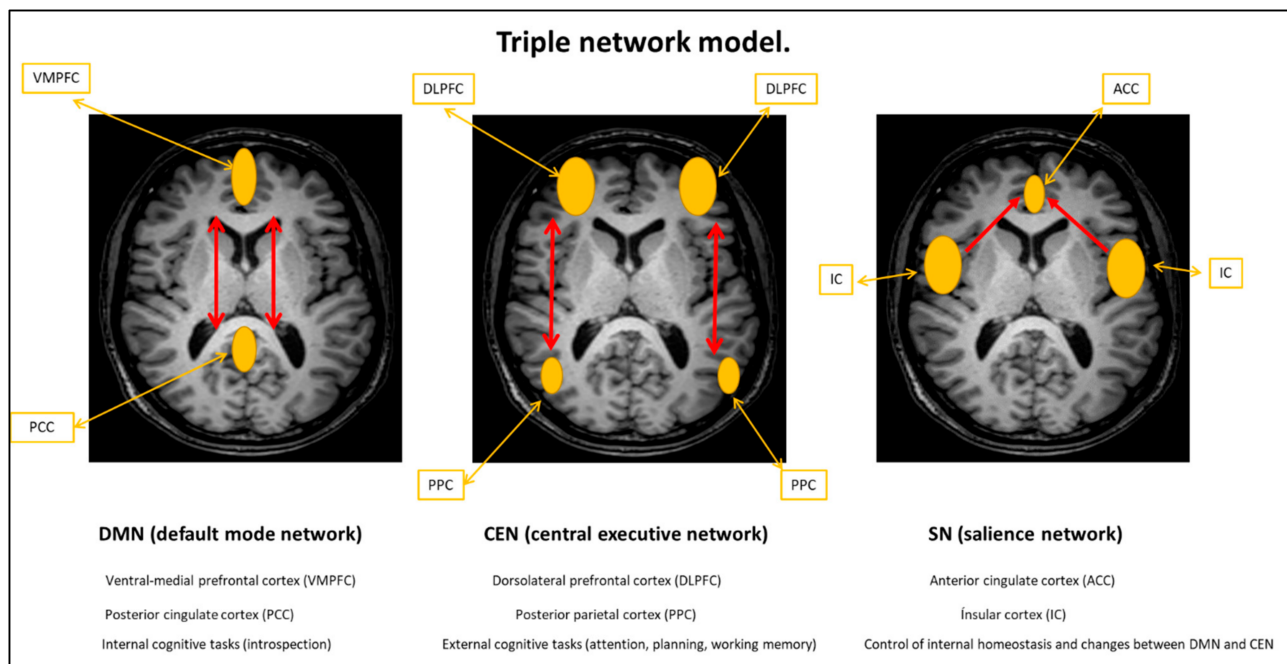 Triple network model.
VMPFC
DLPFC
DLPFC
ACC
IC
IC
PCC
PPC
PPC
DMN (default mode network)
CEN (central executive network)
SN (salience network)
Ventral-medial prefrontal cortex (VMPFC)
Dorsolateral prefrontal cortex (DLPFC)
Anterior cingulate cortex (ACC)
Posterior cingulate cortex (PCC)
Posterior parietal cortex (PPC)
Ínsular cortex (IC)
Internal cognitive tasks (introspection)
External cognitive tasks (attention, planning, working memory)
Control of internal homeostasis and changes between DMN and CEN